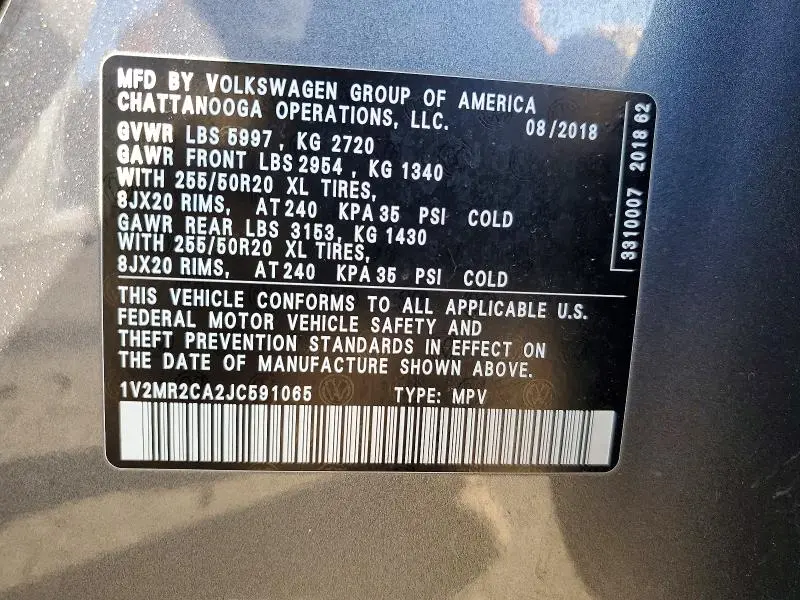 MFD BY VOLKSWAGEN GROUP OF AMERICA
CHATTANOOGA OPERATIONS, LLC. 08/2018
GVWR LBS 5997, KG 2720
GAWR FRONT LBS 2954, KG 1340
WITH 255/50R20 XL TIRES,
8JX20 RIMS, AT 240 KPA 35 PSI COLD
GAWR REAR LBS 3153, KG 1430
WITH 255/50R20 XL TIRES,
8JX20 RIMS, AT 240 KPA 35 PSI COLD
THIS VEHICLE CONFORMS TO ALL APPLICABLE U.S.
FEDERAL MOTOR VEHICLE SAFETY AND
THEFT PREVENTION STANDARDS IN EFFECT ON
THE DATE OF MANUFACTURE SHOWN ABOVE.
1V2MR2CA2JC591065 TYPE: MPV
3310007 2018 62